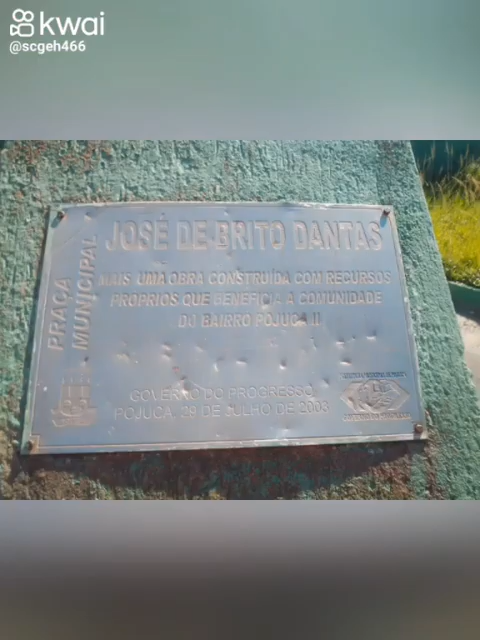 kwai
@scgeh466
PRAÇA
MUNICIPAL
JOSÉ DE BRITO DANTAS
MAIS UMA OBRA CONSTRUÍDA COM RECURSOS
PROPRIOS QUE BENEFICIA A COMUNIDADE
DO BAIRRO POJUCA II
GOVERNO DO PROGRESSO
POJUCA, 29 DE JULHO DE 2003